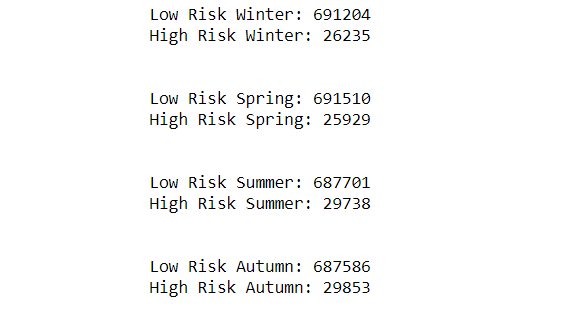 Low Risk Winter: 691204
High Risk Winter: 26235
Low Risk Spring: 691510
High Risk Spring: 25929
Low Risk Summer: 687701
High Risk Summer: 29738
Low Risk Autumn: 687586
High Risk Autumn: 29853